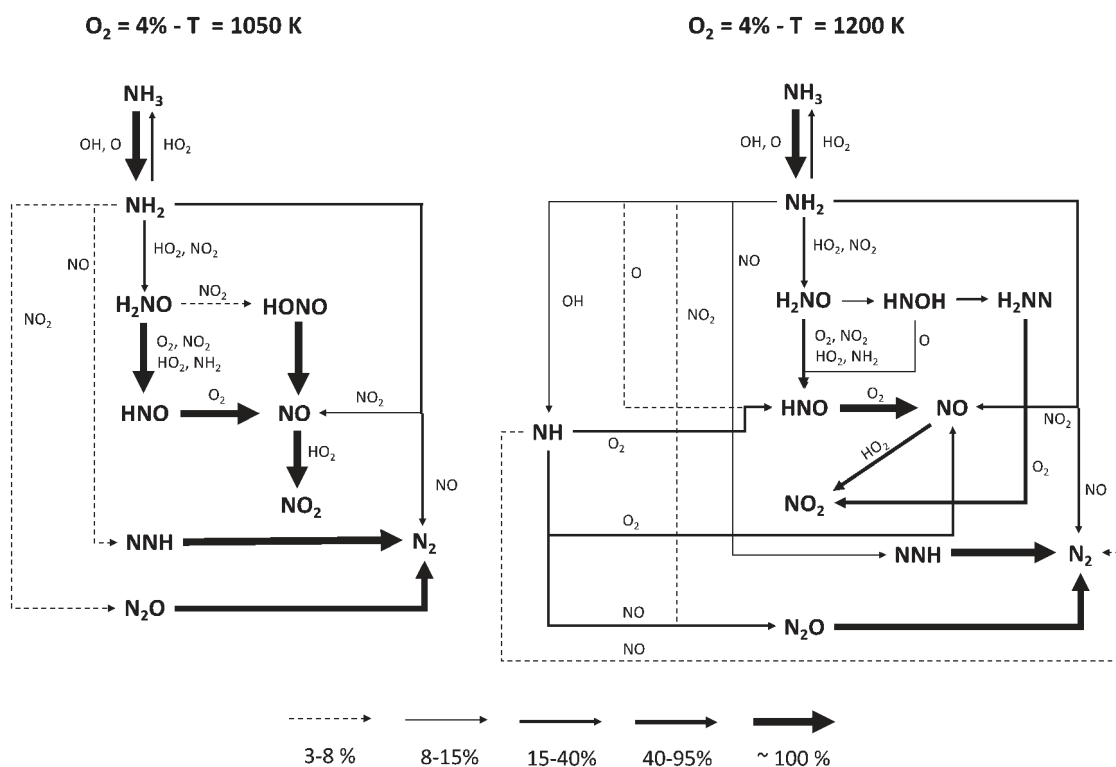 O₂ = 4% - T = 1050 K
NH₃
OH, O
HO₂
NH₂
HO₂, NO₂
NO
NO₂
H₂NO
NO₂
HONO
O₂, NO₂
HO₂, NH₂
HNO
O₂
NO
NO₂
HO₂
NO₂
NO
NNH
N₂
N₂O
O₂ = 4% - T = 1200 K
NH₃
OH, O
HO₂
NH₂
HO₂, NO₂
NO
O
OH
NO₂
H₂NO
HNOH
H₂NN
O₂, NO₂
HO₂, NH₂
O
HNO
O₂
NO
NO₂
NH
O₂
HO₂
O₂
NO
NO₂
O₂
NNH
N₂
NO
N₂O
NO
3-8 %
8-15%
15-40%
40-95%
~ 100 %